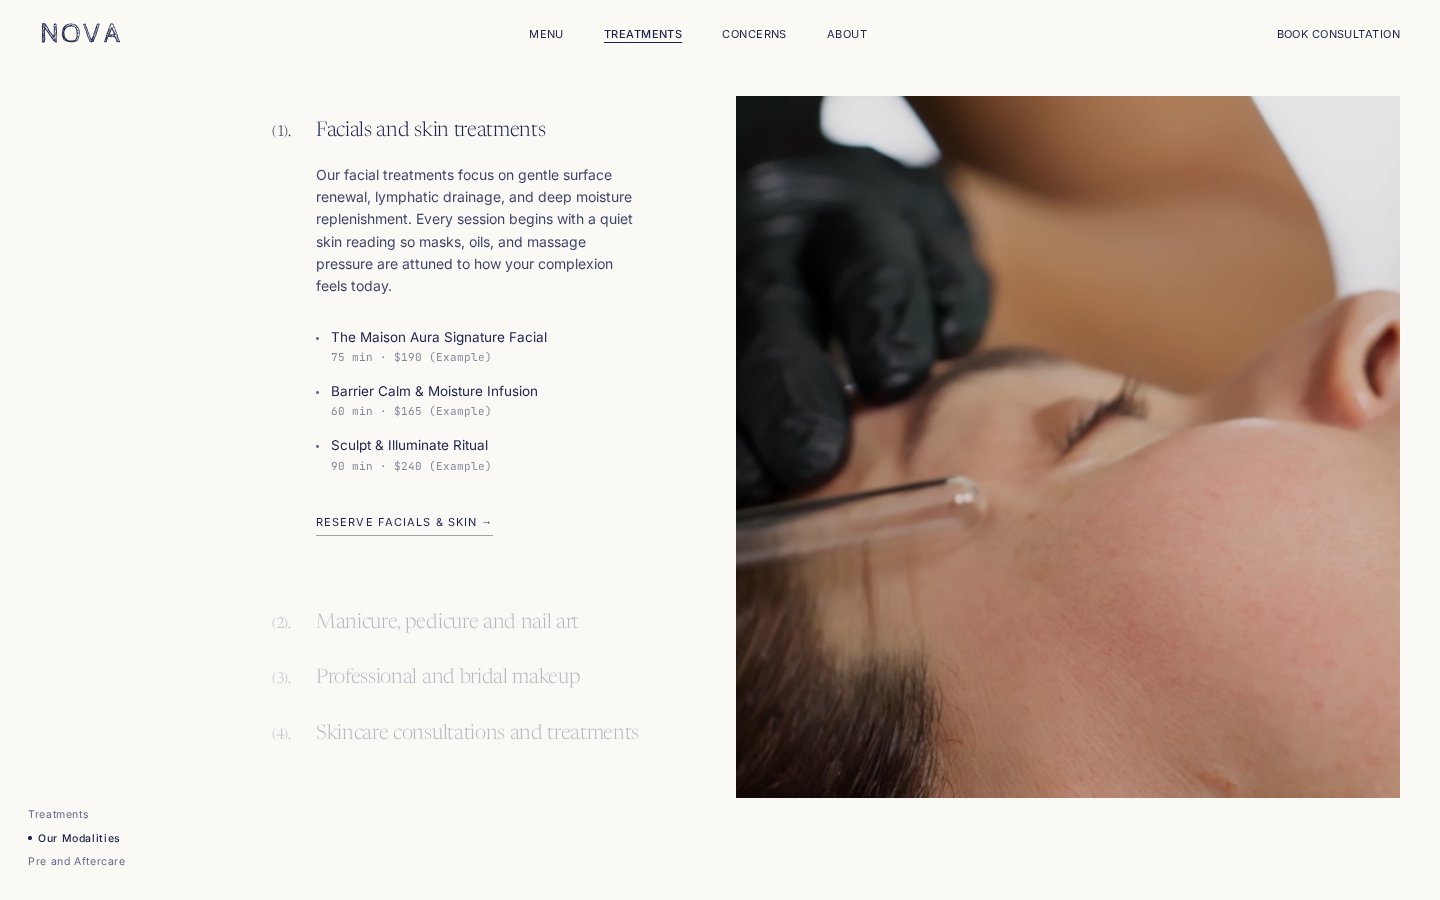 NOVA
MENU
TREATMENTS
CONCERNS
ABOUT
BOOK CONSULTATION
(1). Facials and skin treatments
Our facial treatments focus on gentle surface
renewal, lymphatic drainage, and deep moisture
replenishment. Every session begins with a quiet
skin reading so masks, oils, and massage
pressure are attuned to how your complexion
feels today.
• The Maison Aura Signature Facial
75 min · $190 (Example)
• Barrier Calm & Moisture Infusion
60 min · $165 (Example)
• Sculpt & Illuminate Ritual
90 min · $240 (Example)
RESERVE FACIALS & SKIN →
(2). Manicure, pedicure and nail art
(3). Professional and bridal makeup
(4). Skincare consultations and treatments
Treatments
• Our Modalities
Pre and Aftercare